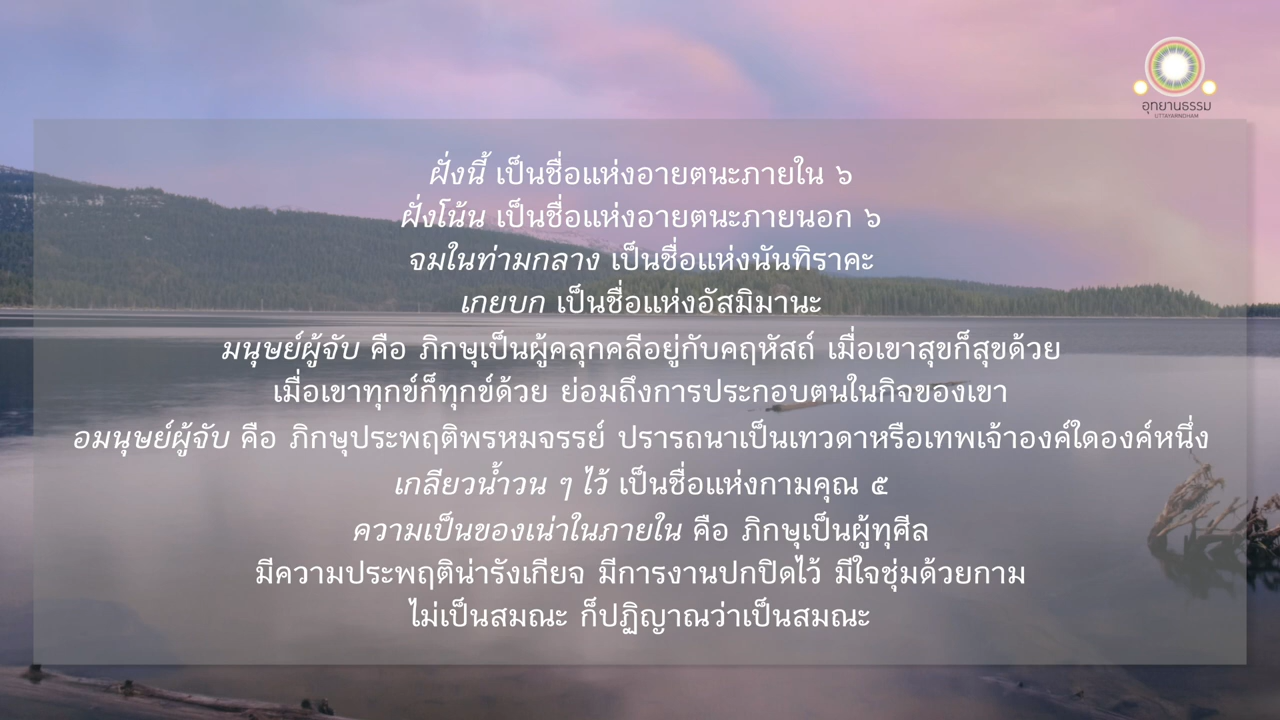 อุทยานธรรม
UTTAYARNDHAM
ฝั่งนี้ เป็นชื่อแห่งอายตนะภายใน ๖
ฝั่งโน้น เป็นชื่อแห่งอายตนะภายนอก ๖
จมในท่ามกลาง เป็นชื่อแห่งนันทิราคะ
เกยบก เป็นชื่อแห่งอัสมิมานะ
มนุษย์ผู้จับ คือ ภิกษุเป็นผู้คลุกคลีอยู่กับคฤหัสถ์ เมื่อเขาสุขก็สุขด้วย
เมื่อเขาทุกข์ก็ทุกข์ด้วย ย่อมถึงการประกอบตนในกิจของเขา
อมนุษย์ผู้จับ คือ ภิกษุประพฤติพรหมจรรย์ ปรารถนาเป็นเทวดาหรือเทพเจ้าองค์ใดองค์หนึ่ง
เกลียวน้ำวน ๆ ไว้ เป็นชื่อแห่งกามคุณ ๕
ความเป็นของเน่าในภายใน คือ ภิกษุเป็นผู้ทุศีล
มีความประพฤติน่ารังเกียจ มีการงานปกปิดไว้ มีใจชุ่มด้วยกาม
ไม่เป็นสมณะ ก็ปฏิญาณว่าเป็นสมณะ